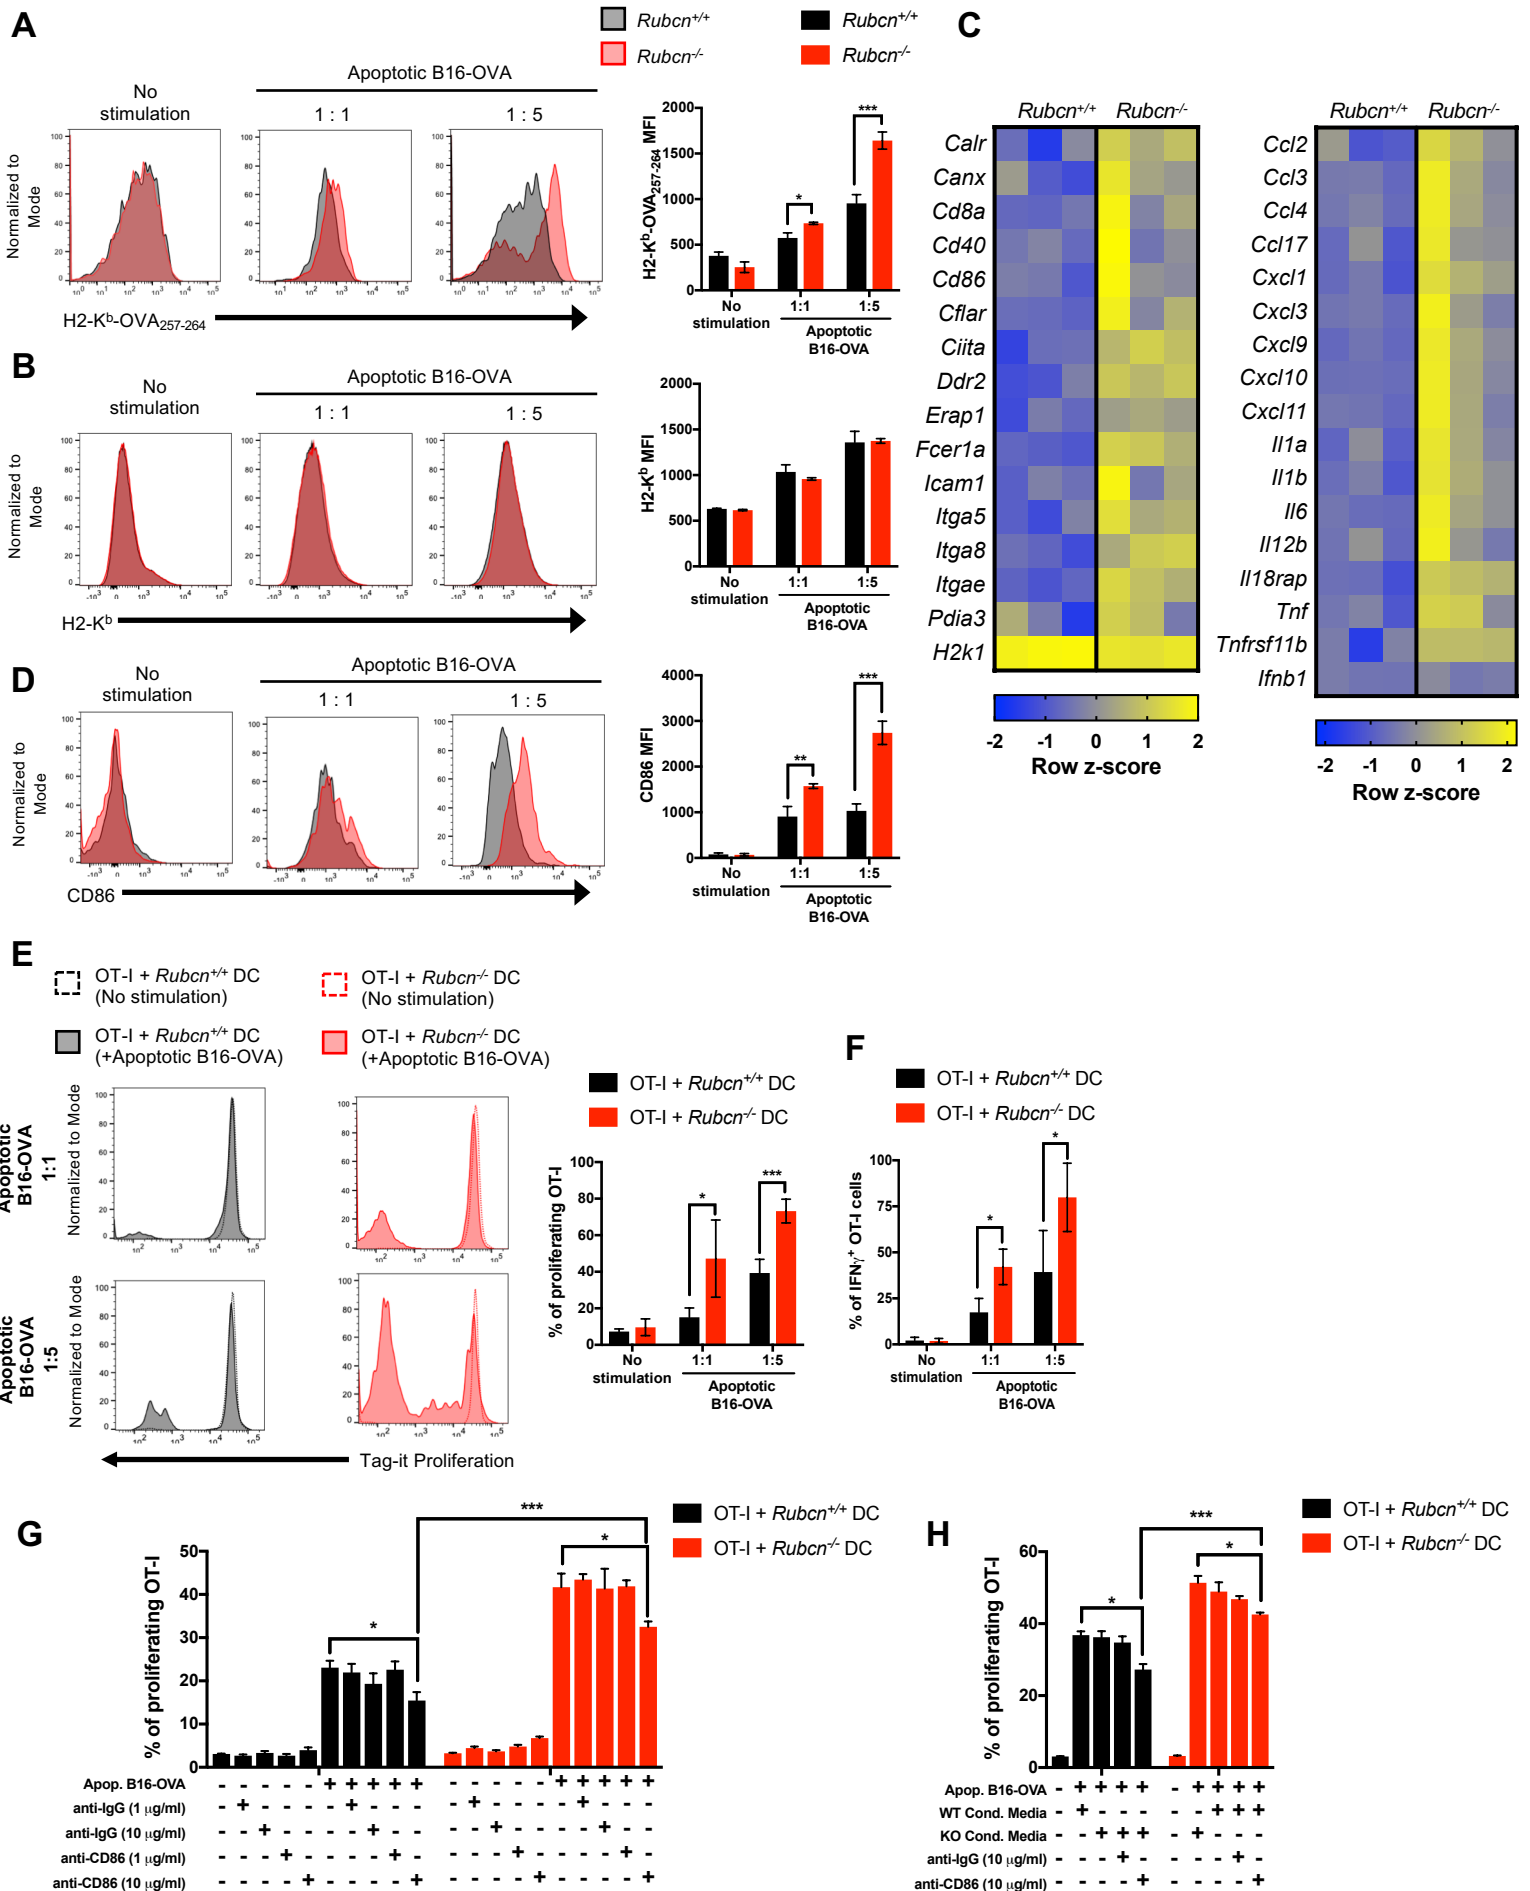 A
Rubcn+/+
Rubcn-/-
Rubcn+/+
Rubcn-/-
No stimulation
Apoptotic B16-OVA
1 : 1
1 : 5
Normalized to Mode
H2-Kb-OVA257-264
H2-Kb-OVA257-264 MFI
2000
1500
1000
500
0
*
***
No stimulation
1:1
1:5
Apoptotic B16-OVA
B
No stimulation
Apoptotic B16-OVA
1 : 1
1 : 5
Normalized to Mode
H2-Kb
H2-Kb MFI
2000
1500
1000
500
0
No stimulation
1:1
1:5
Apoptotic B16-OVA
C
Rubcn+/+
Rubcn-/-
Calr
Canx
Cd8a
Cd40
Cd86
Cflar
Ciita
Ddr2
Erap1
Fcer1a
Icam1
Itga5
Itga8
Itgae
Pdia3
H2k1
-2 -1 0 1 2
Row z-score
Rubcn+/+
Rubcn-/-
Ccl2
Ccl3
Ccl4
Ccl17
Cxcl1
Cxcl3
Cxcl9
Cxcl10
Cxcl11
Il1a
Il1b
Il6
Il12b
Il18rap
Tnf
Tnfrsf11b
Ifnb1
-2 -1 0 1 2
Row z-score
D
No stimulation
Apoptotic B16-OVA
1 : 1
1 : 5
Normalized to Mode
CD86
CD86 MFI
4000
3000
2000
1000
0
**
***
No stimulation
1:1
1:5
Apoptotic B16-OVA
E
OT-I + Rubcn+/+ DC
(No stimulation)
OT-I + Rubcn-/- DC
(No stimulation)
OT-I + Rubcn+/+ DC
(+Apoptotic B16-OVA)
OT-I + Rubcn-/- DC
(+Apoptotic B16-OVA)
Apoptotic B16-OVA 1:1
Normalized to Mode
Apoptotic B16-OVA 1:5
Normalized to Mode
Tag-it Proliferation
OT-I + Rubcn+/+ DC
OT-I + Rubcn-/- DC
% of proliferating OT-I
100
80
60
40
20
0
*
***
No stimulation
1:1
1:5
Apoptotic B16-OVA
F
OT-I + Rubcn+/+ DC
OT-I + Rubcn-/- DC
% of IFNγ+ OT-I cells
100
75
50
25
0
*
*
No stimulation
1:1
1:5
Apoptotic B16-OVA
G
OT-I + Rubcn+/+ DC
OT-I + Rubcn-/- DC
% of proliferating OT-I
50
40
30
20
10
0
*
***
*
Apop. B16-OVA - - - - - + + + + + - - - - - + + + + +
anti-IgG (1 μg/ml) - + - - - - + - - - - + - - - - + - - -
anti-IgG (10 μg/ml) - - + - - - - + - - - - + - - - - + - -
anti-CD86 (1 μg/ml) - - - + - - - - + - - - - + - - - - + -
anti-CD86 (10 μg/ml) - - - - + - - - - + - - - - + - - - - +
H
OT-I + Rubcn+/+ DC
OT-I + Rubcn-/- DC
% of proliferating OT-I
60
40
20
0
*
***
*
Apop. B16-OVA - + + + + - + + + +
WT Cond. Media - + - - - - - + + +
KO Cond. Media - - + + + - + - - -
anti-IgG (10 μg/ml) - - - + - - - - + -
anti-CD86 (10 μg/ml) - - - - + - - - - +